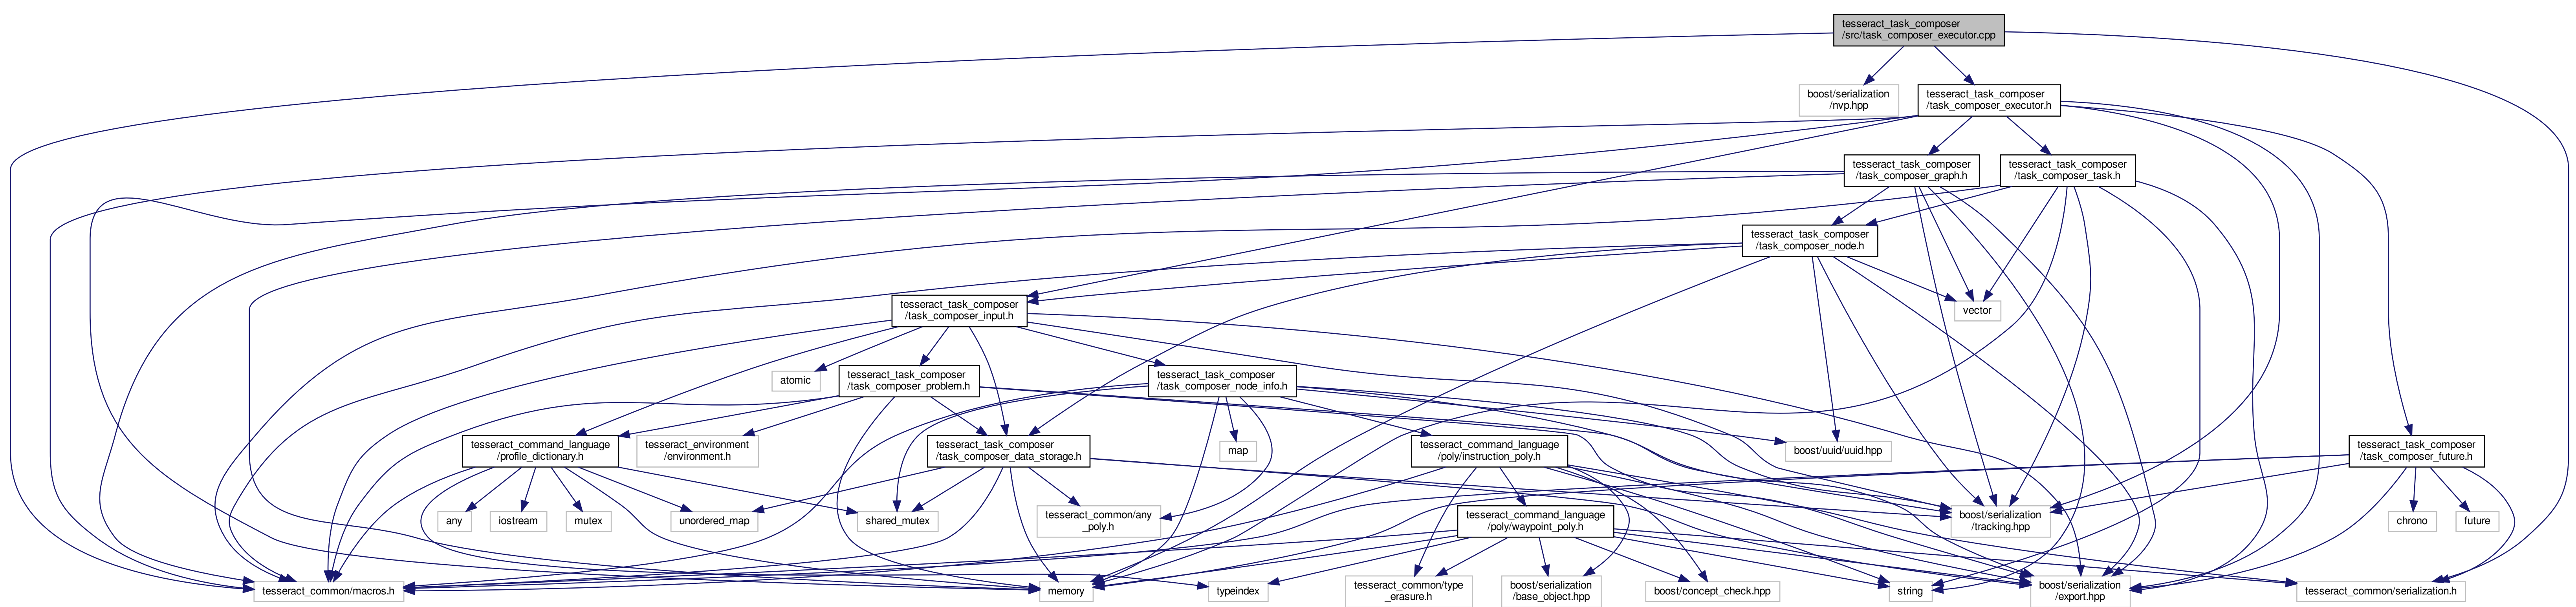 tesseract_task_composer
/src/task_composer_executor.cpp
boost/serialization
/nvp.hpp
tesseract_task_composer
/task_composer_executor.h
tesseract_task_composer
/task_composer_graph.h
tesseract_task_composer
/task_composer_task.h
tesseract_task_composer
/task_composer_node.h
tesseract_task_composer
/task_composer_input.h
vector
atomic
tesseract_task_composer
/task_composer_problem.h
tesseract_task_composer
/task_composer_node_info.h
tesseract_command_language
/profile_dictionary.h
tesseract_environment
/environment.h
tesseract_task_composer
/task_composer_data_storage.h
map
tesseract_command_language
/poly/instruction_poly.h
boost/uuid/uuid.hpp
tesseract_task_composer
/task_composer_future.h
any
iostream
mutex
unordered_map
shared_mutex
tesseract_common/any
_poly.h
tesseract_command_language
/poly/waypoint_poly.h
boost/serialization
/tracking.hpp
chrono
future
tesseract_common/macros.h
memory
typeindex
tesseract_common/type
_erasure.h
boost/serialization
/base_object.hpp
boost/concept_check.hpp
string
boost/serialization
/export.hpp
tesseract_common/serialization.h